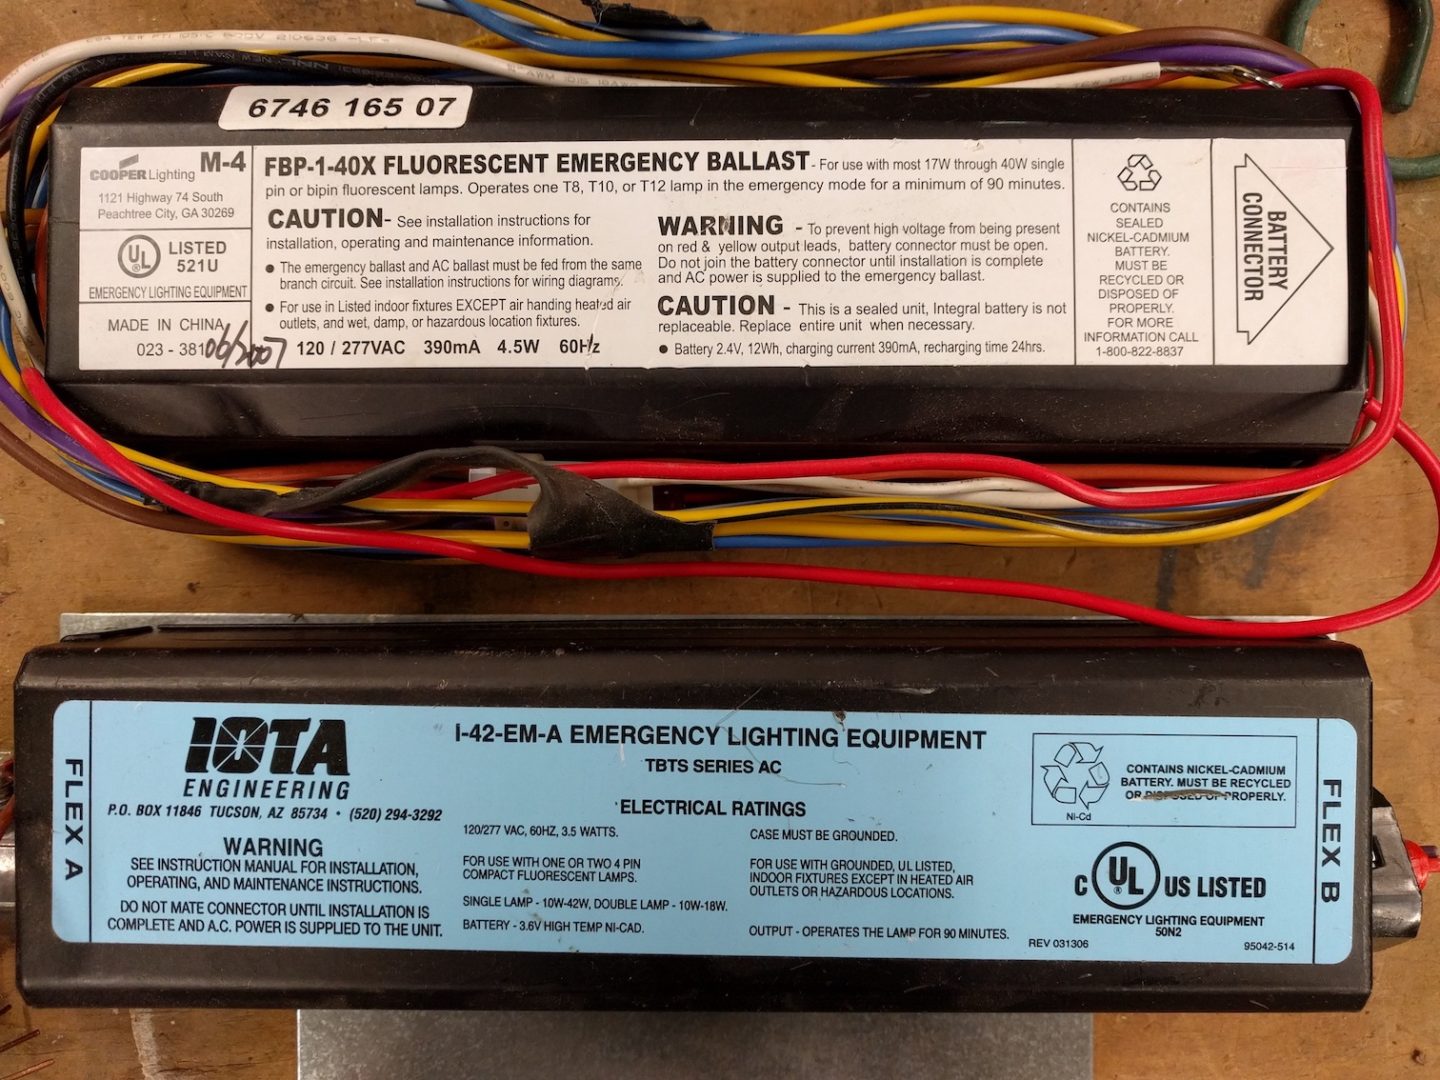 6746 165 07
COOPER Lighting M-4
1121 Highway 74 South
Peachtree City, GA 30269
UL LISTED
521U
EMERGENCY LIGHTING EQUIPMENT
MADE IN CHINA
023 - 381
06/2007
FBP-1-40X FLUORESCENT EMERGENCY BALLAST - For use with most 17W through 40W single
pin or bipin fluorescent lamps. Operates one T8, T10, or T12 lamp in the emergency mode for a minimum of 90 minutes.
CAUTION- See installation instructions for
installation, operating and maintenance information.
● The emergency ballast and AC ballast must be fed from the same
branch circuit. See installation instructions for wiring diagrams.
● For use in Listed indoor fixtures EXCEPT air handing heated air
outlets, and wet, damp, or hazardous location fixtures.
120 / 277VAC 390mA 4.5W 60Hz
WARNING - To prevent high voltage from being present
on red & yellow output leads, battery connector must be open.
Do not join the battery connector until installation is complete
and AC power is supplied to the emergency ballast.
CAUTION - This is a sealed unit, Integral battery is not
replaceable. Replace entire unit when necessary.
● Battery 2.4V, 12Wh, charging current 390mA, recharging time 24hrs.
CONTAINS
SEALED
NICKEL-CADMIUM
BATTERY.
MUST BE
RECYCLED OR
DISPOSED OF
PROPERLY.
FOR MORE
INFORMATION CALL
1-800-822-8837
BATTERY
CONNECTOR
FLEX A
IOTA
ENGINEERING
P.O. BOX 11846 TUCSON, AZ 85734 • (520) 294-3292
WARNING
SEE INSTRUCTION MANUAL FOR INSTALLATION,
OPERATING, AND MAINTENANCE INSTRUCTIONS.
DO NOT MATE CONNECTOR UNTIL INSTALLATION IS
COMPLETE AND A.C. POWER IS SUPPLIED TO THE UNIT.
I-42-EM-A EMERGENCY LIGHTING EQUIPMENT
TBTS SERIES AC
ELECTRICAL RATINGS
120/277 VAC, 60HZ, 3.5 WATTS.
FOR USE WITH ONE OR TWO 4 PIN
COMPACT FLUORESCENT LAMPS.
SINGLE LAMP - 10W-42W, DOUBLE LAMP - 10W-18W.
BATTERY - 3.6V HIGH TEMP NI-CAD.
CASE MUST BE GROUNDED.
FOR USE WITH GROUNDED, UL LISTED,
INDOOR FIXTURES EXCEPT IN HEATED AIR
OUTLETS OR HAZARDOUS LOCATIONS.
OUTPUT - OPERATES THE LAMP FOR 90 MINUTES.
Ni-Cd
CONTAINS NICKEL-CADMIUM
BATTERY. MUST BE RECYCLED
OR DISPOSED OF PROPERLY.
C UL US LISTED
EMERGENCY LIGHTING EQUIPMENT
50N2
REV 031306
95042-514
FLEX B